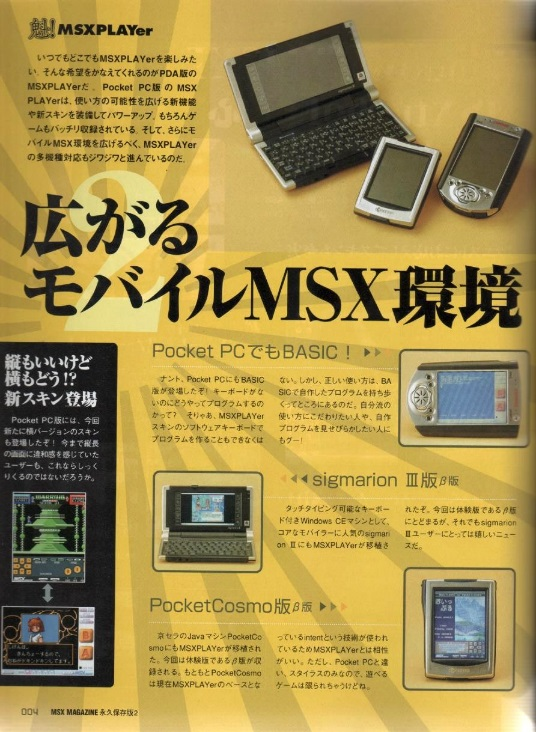 魁! MSXPLAYer
いつでもどこでもMSXPLAYerを楽しみた
い。そんな希望をかなえてくれるのがPDA版の
MSXPLAYerだ。Pocket PC版のMSX
PLAYerは、使い方の可能性を広げる新機能
や新スキンを装備してパワーアップ。もちろんゲ
ームもバッチリ収録されている。そして、さらにモ
バイルMSX環境を広げるべく、MSXPLAYer
の多機種対応もジワジワと進んでいるのだ。
2
広がる
モバイルMSX環境
縦もいいけど
横もどう!?
新スキン登場
Pocket PC版には、今回
新たに横バージョンのスキン
も登場したぞ! 今まで縦長
の画面に違和感を感じていた
ユーザーも、これならしっく
りくるのではないだろうか。
Pocket PCでもBASIC!
ナント、Pocket PCにもBASIC
版が登場したぞ! キーボードがな
いのにどうやってプログラムするの
かって? そりゃあ、MSXPLAYer
スキンのソフトウェアキーボードで
プログラムを作ることもできなくは
ない。しかし、正しい使い方は、BA
SICで自作したプログラムを持ち歩
くってところにあるのだ。自分流の
使い方にこだわりたい人や、自作
プログラムを見せびらかしたい人に
もグー!
sigmarion III版 β版
タッチタイピング可能なキーボー
ド付きWindows CEマシンとして、
コアなモバイラーに人気のsigmari
on IIIにもMSXPLAYerが移植さ
れたぞ。今回は体験版であるβ版
にとどまるが、それでもsigmarion
IIIユーザーにとっては嬉しいニュー
スだ。
PocketCosmo版 β版
京セラのJavaマシンPocketCo
smoにもMSXPLAYerが移植され
た。今回は体験版であるβ版が収
録される。もともとPocketCosmo
は現在MSXPLAYerのベースとな
っているintentという技術が使われ
ているためMSXPLAYerとは相性
がいい。ただし、Pocket PCと違
い、スタイラスのみなので、遊べる
ゲームは限られちゃうけどね。
004 MSX MAGAZINE 永久保存版2